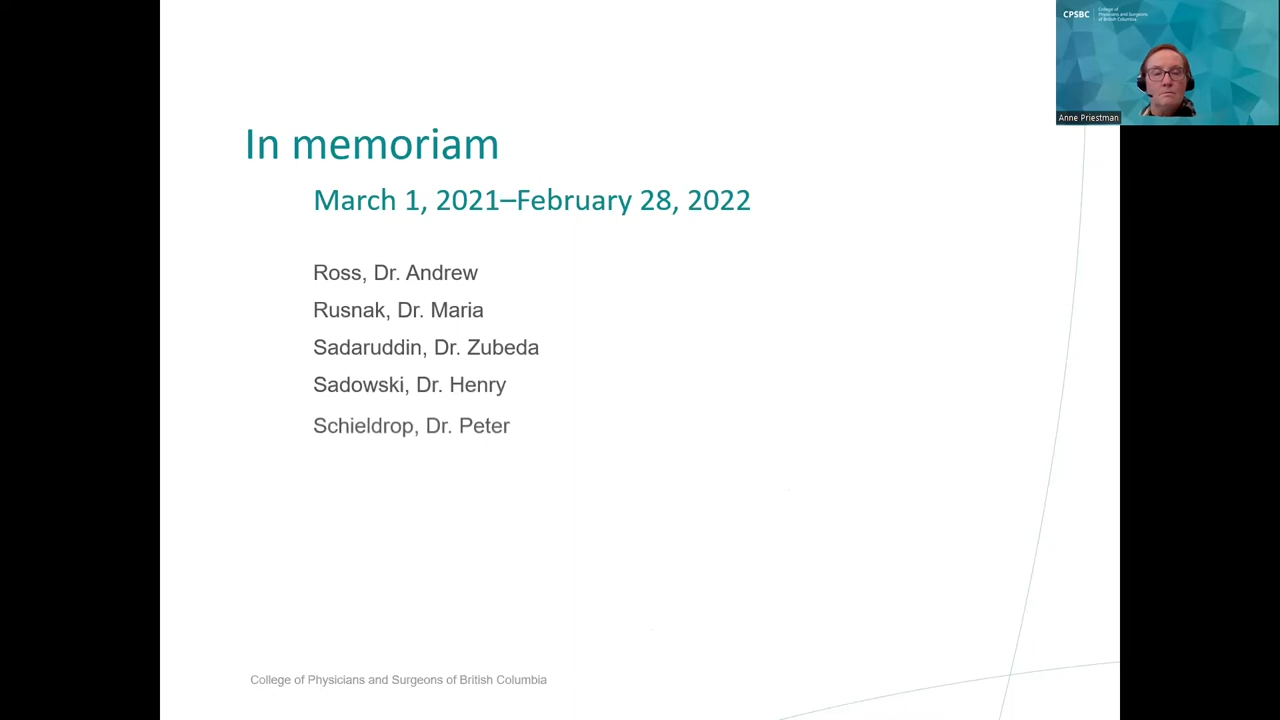 In memoriam
March 1, 2021–February 28, 2022
Ross, Dr. Andrew
Rusnak, Dr. Maria
Sadaruddin, Dr. Zubeda
Sadowski, Dr. Henry
Schieldrop, Dr. Peter
College of Physicians and Surgeons of British Columbia
CPSBC
College of
Physicians and Surgeons
of British Columbia
Anne Priestman